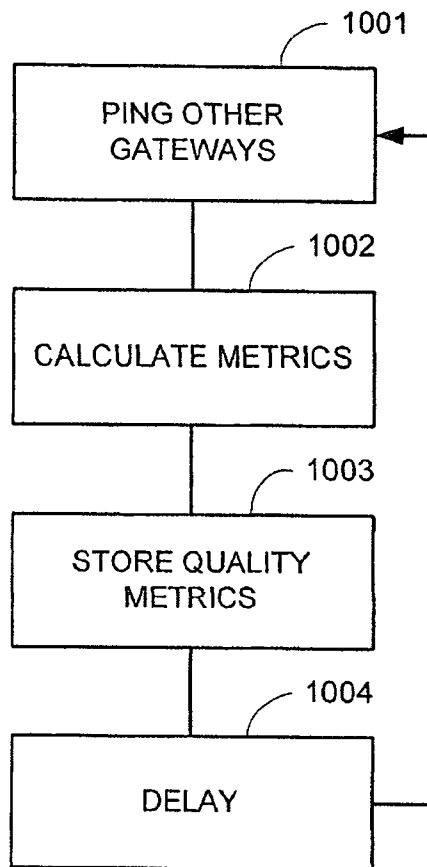 1001
PING OTHER
GATEWAYS
1002
CALCULATE METRICS
1003
STORE QUALITY
METRICS
1004
DELAY